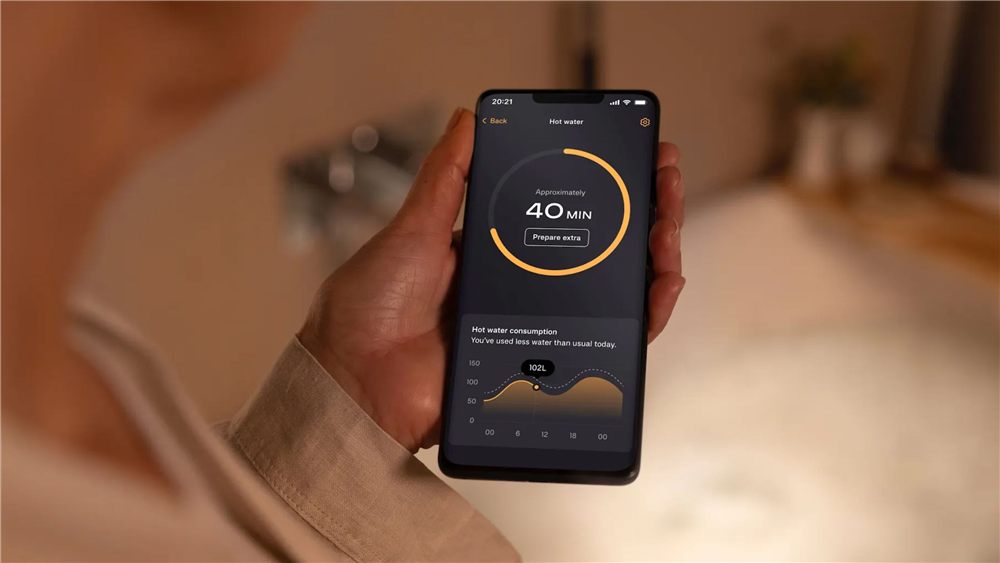 20:21
Back
Hot water
Approximately
40 MIN
Prepare extra
Hot water consumption
You've used less water than usual today.
102L
150
100
50
0
00 6 12 18 00